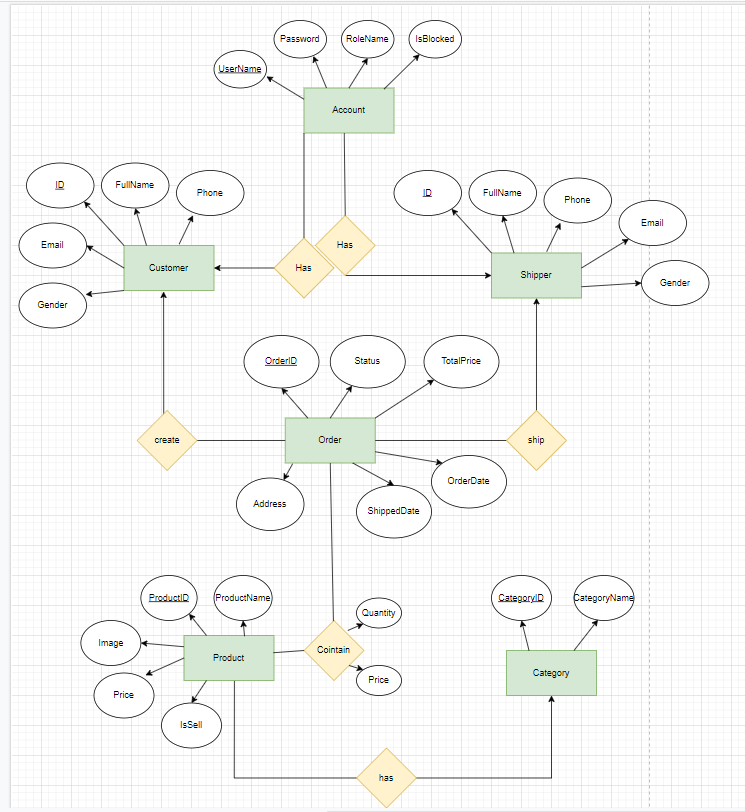 Password
RoleName
IsBlocked
UserName
Account
ID
FullName
Phone
Email
Gender
Customer
ID
FullName
Phone
Email
Gender
Shipper
Has
Has
OrderID
Status
TotalPrice
create
Order
ship
Address
ShippedDate
OrderDate
ProductID
ProductName
Image
Product
Price
IsSell
Cointain
Quantity
Price
CategoryID
CategoryName
Category
has